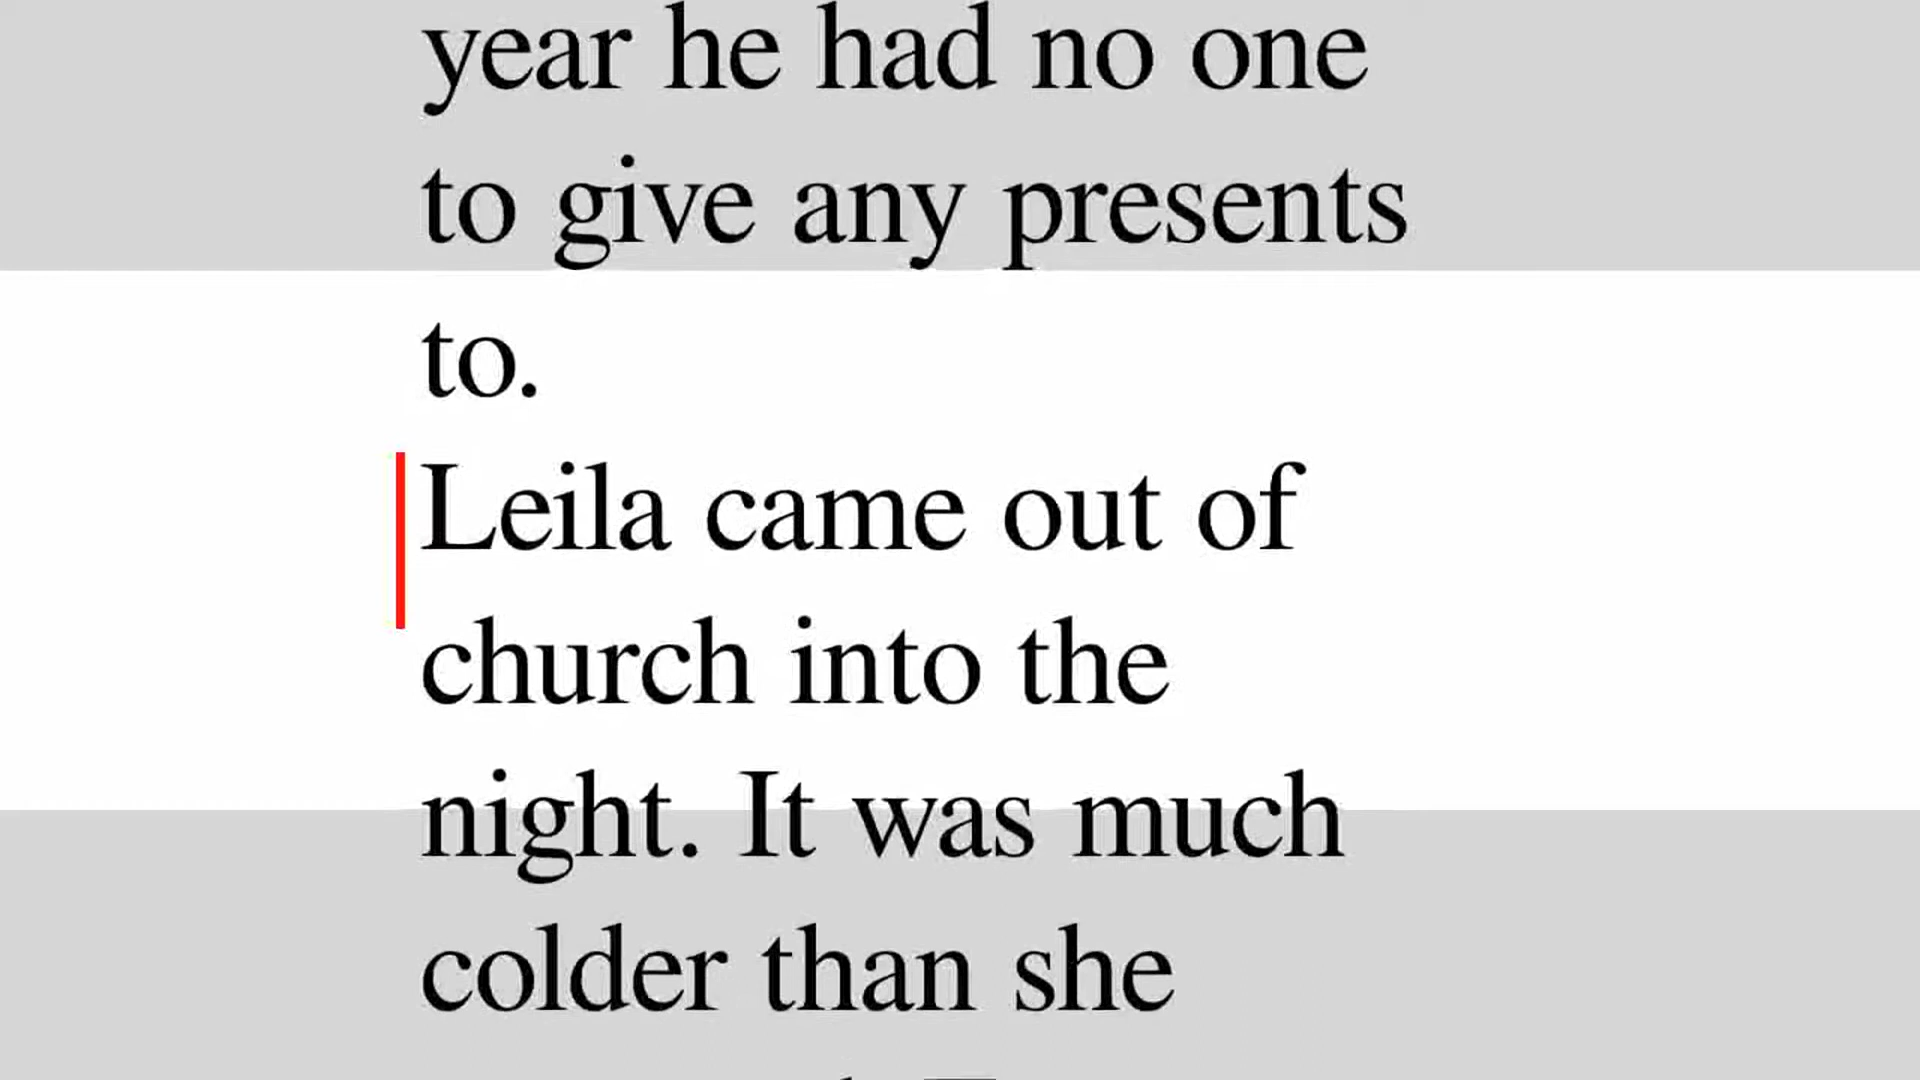 year he had no one
to give any presents
to.
Leila came out of
church into the
night. It was much
colder than she